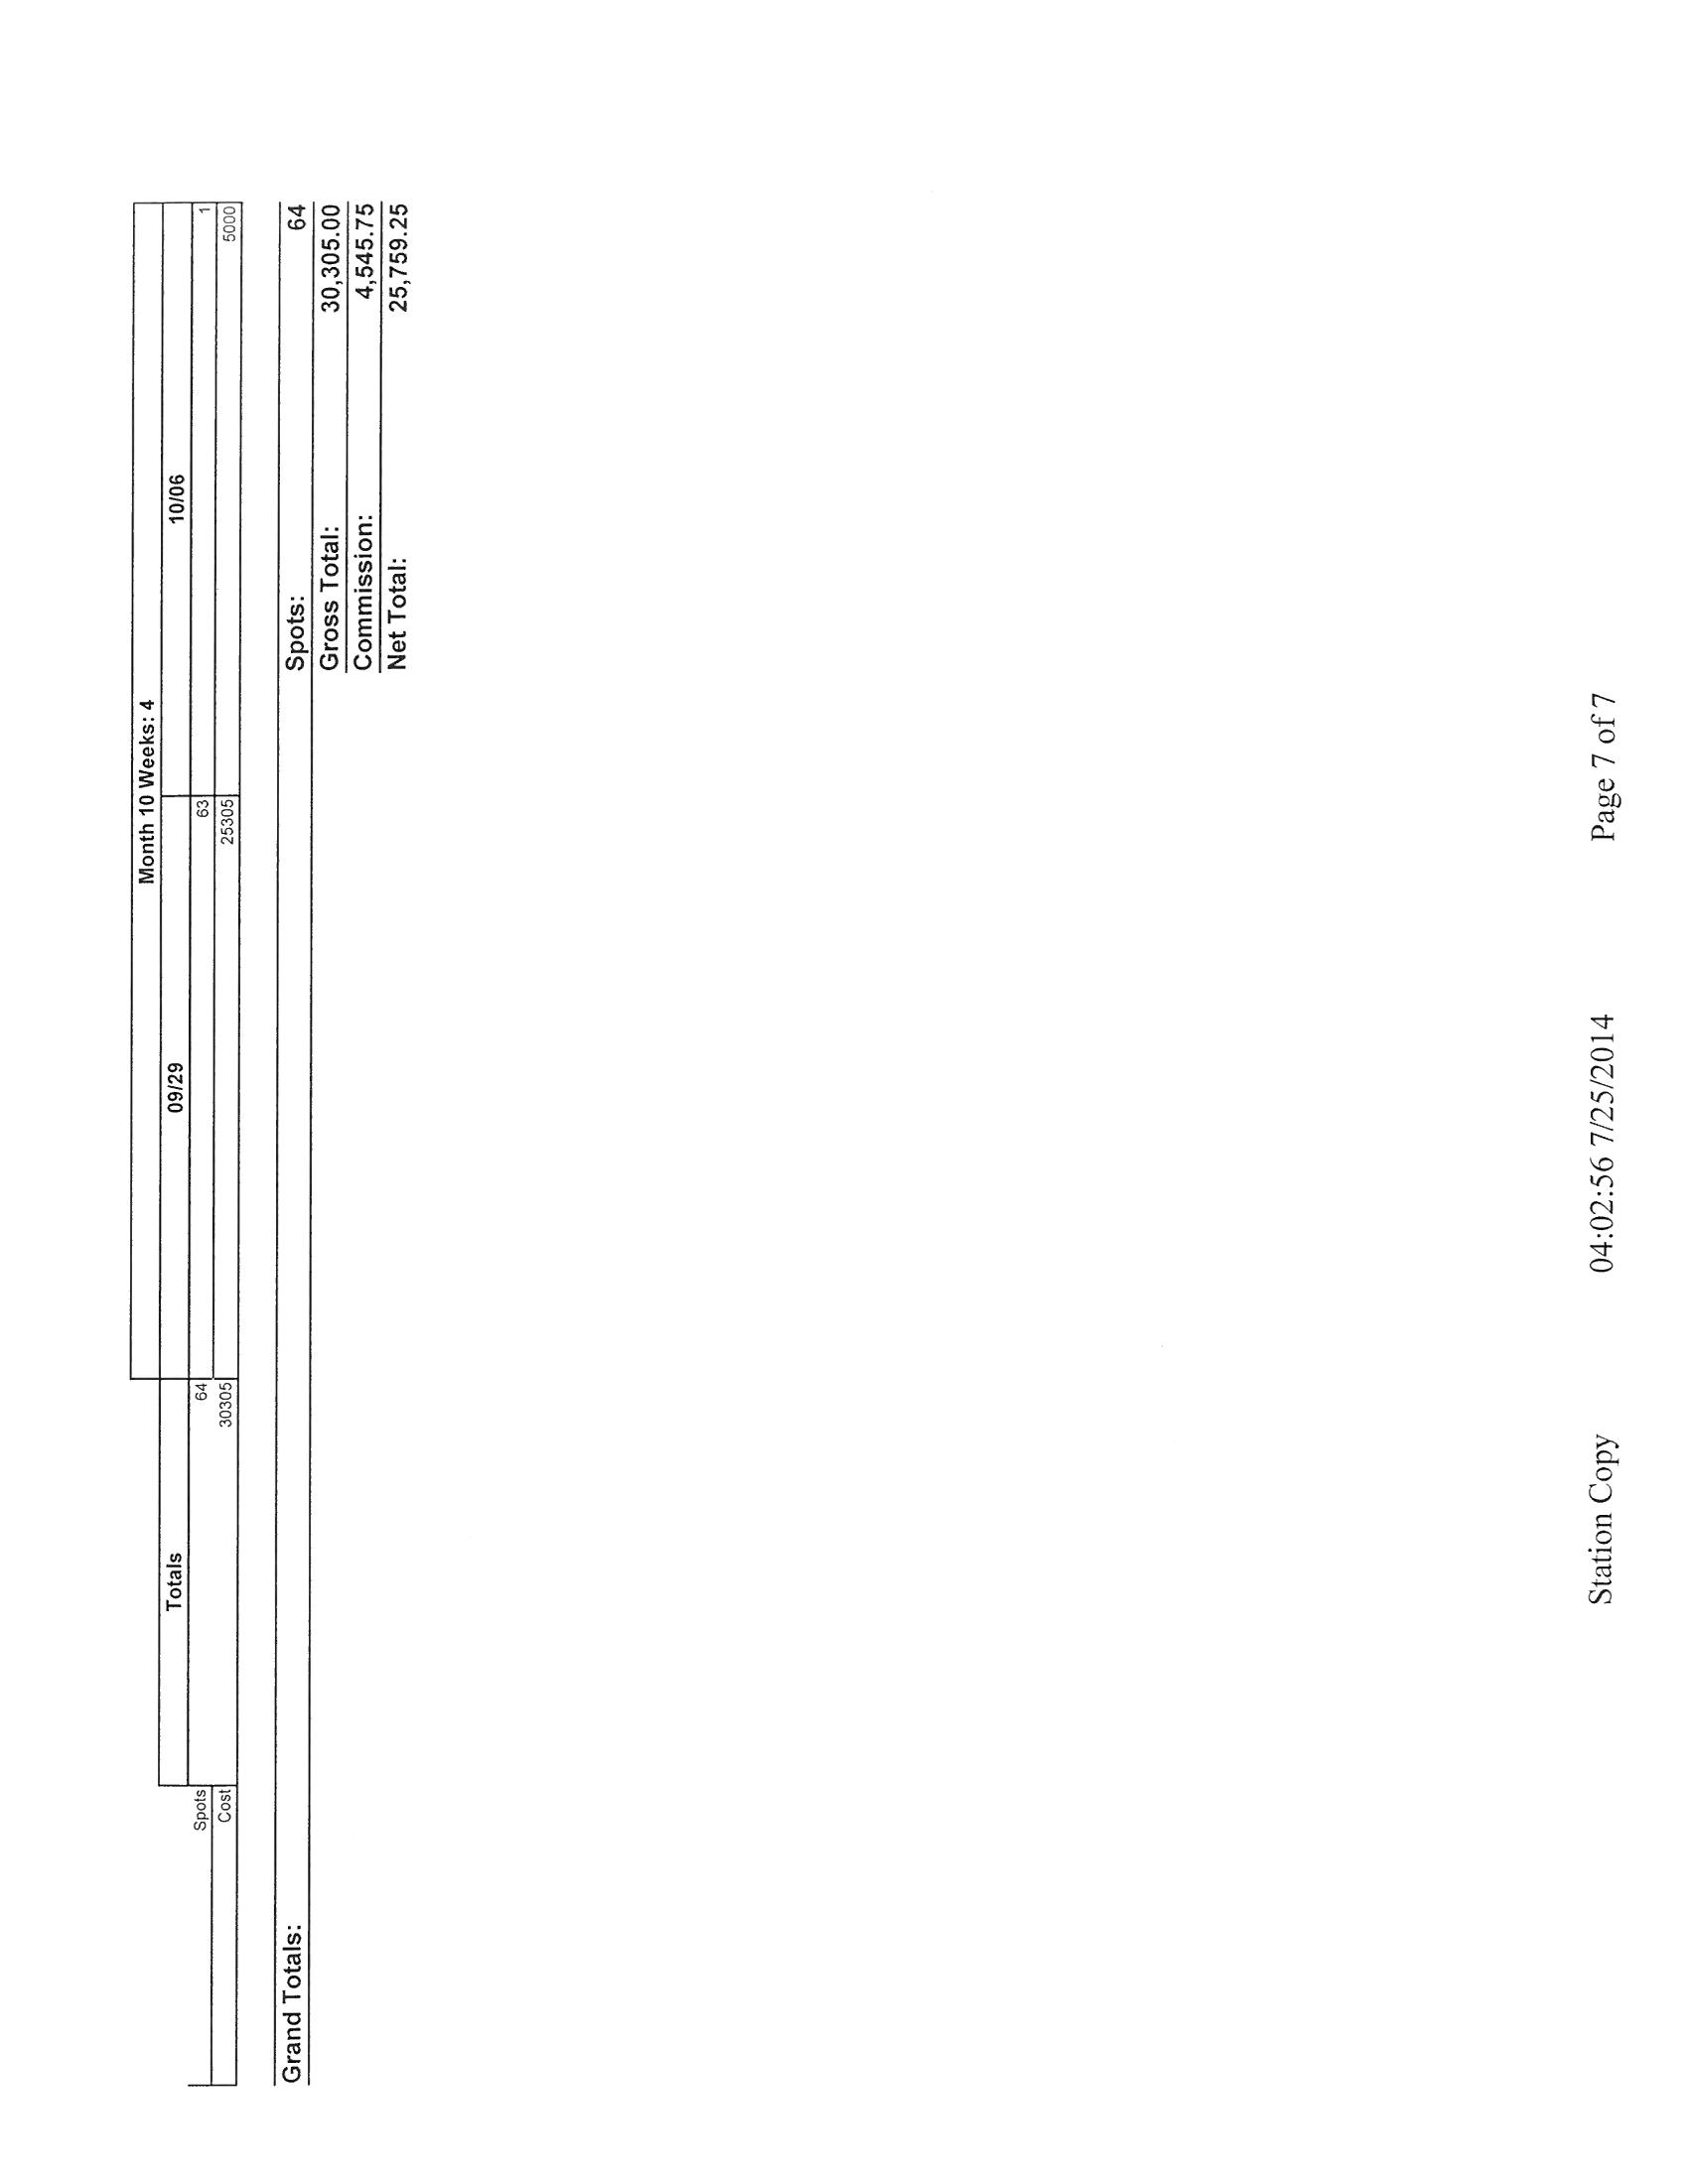 Month 10 Weeks: 4
Totals 09/29 10/06
Spots 64 63 1
Cost 30305 25305 5000
Grand Totals: Spots: 64
Gross Total: 30,305.00
Commission: 4,545.75
Net Total: 25,759.25
Station Copy 04:02:56 7/25/2014 Page 7 of 7